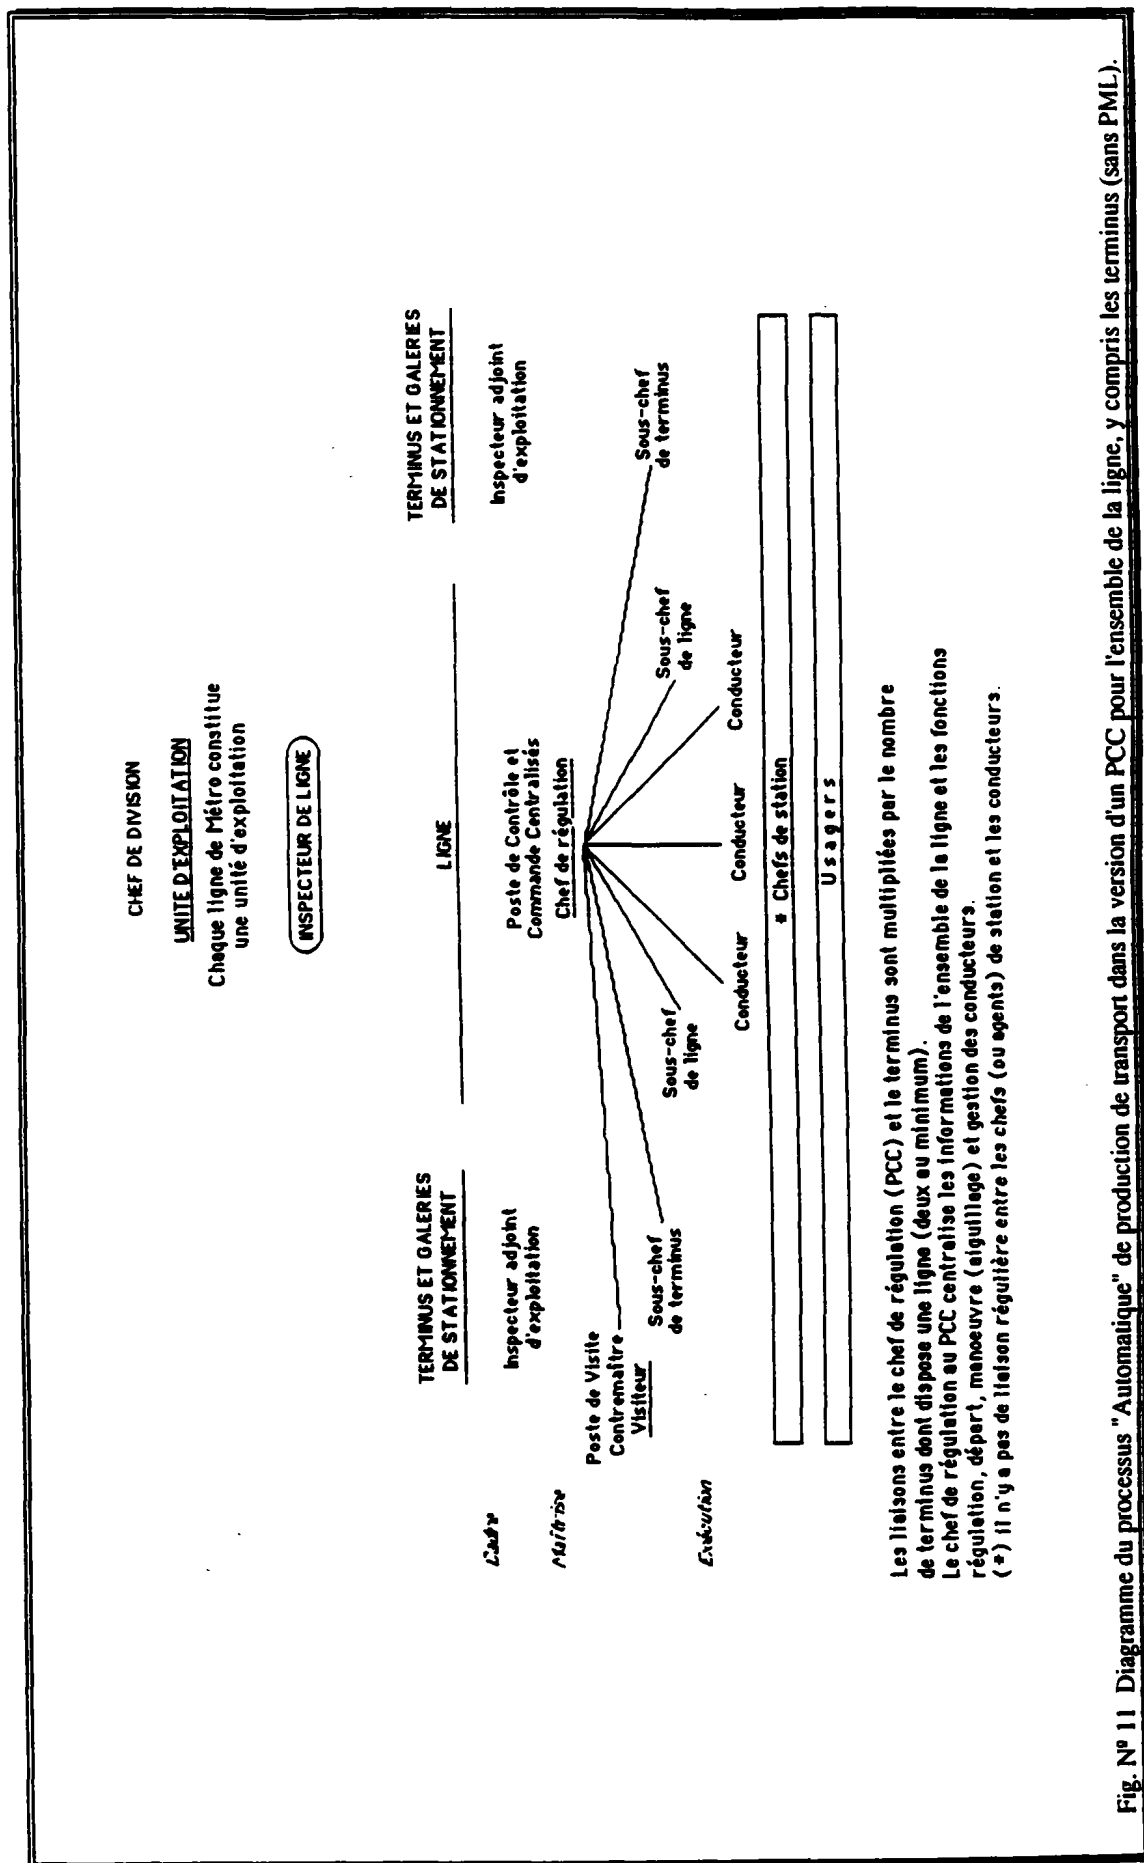 CHEF DE DIVISION
UNITE D'EXPLOITATION
Chaque ligne de Métro constitue
une unité d'exploitation
INSPECTEUR DE LIGNE
TERMINUS ET GALERIES
DE STATIONNEMENT
LIGNE
TERMINUS ET GALERIES
DE STATIONNEMENT
Cadre
Inspecteur adjoint
d'exploitation
Poste de Contrôle et
Commande Centralisés
Chef de régulation
Inspecteur adjoint
d'exploitation
Maîtrise
Poste de Visite
Contremaître
Visiteur
Sous-chef
de terminus
Sous-chef
de ligne
Sous-chef
de ligne
Sous-chef
de terminus
Exécution
Conducteur
Conducteur
Conducteur
* Chefs de station
Usagers
Les liaisons entre le chef de régulation (PCC) et le terminus sont multipliées par le nombre
de terminus dont dispose une ligne (deux au minimum).
Le chef de régulation au PCC centralise les informations de l'ensemble de la ligne et les fonctions
régulation, départ, manoeuvre (aiguillage) et gestion des conducteurs.
(*) il n'y a pas de liaison régulière entre les chefs (ou agents) de station et les conducteurs.
Fig. Nº 11 Diagramme du processus "Automatique" de production de transport dans la version d'un PCC pour l'ensemble de la ligne, y compris les terminus (sans PML).